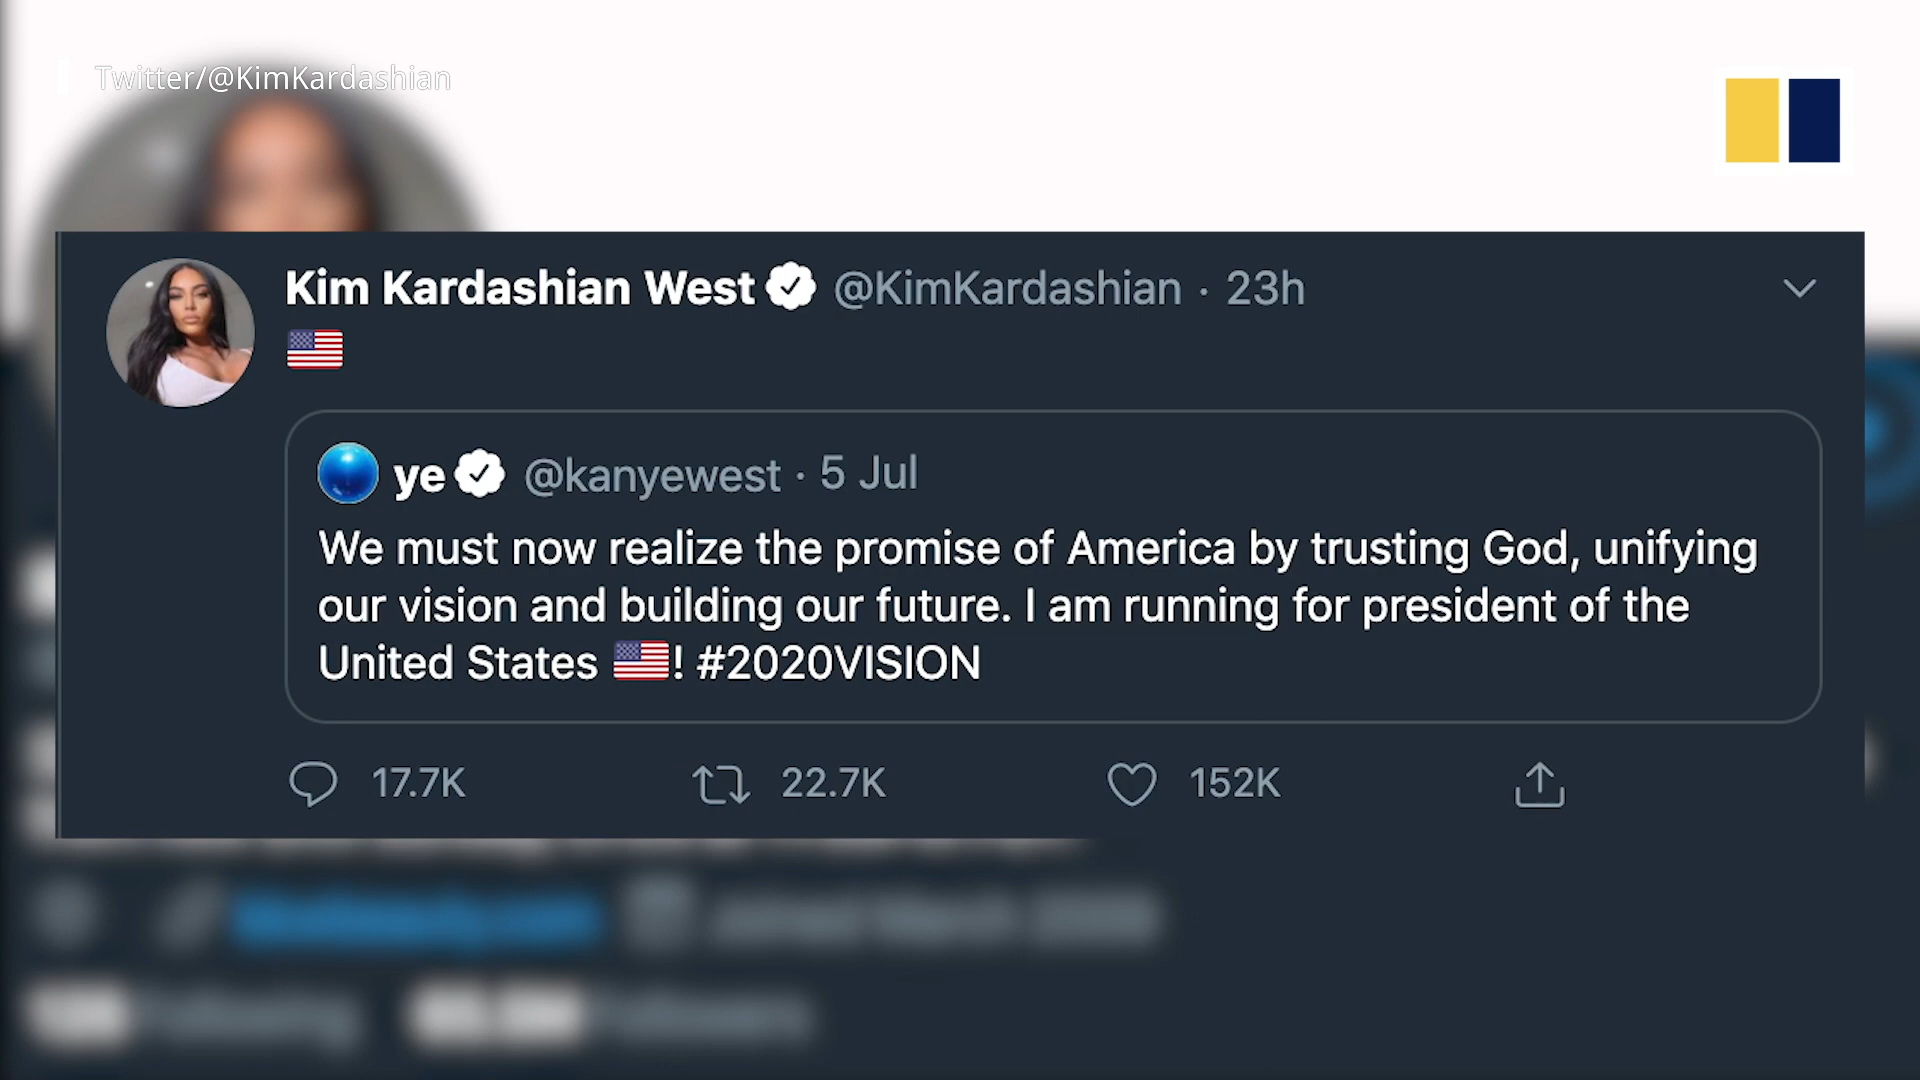 Twitter/@KimKardashian
Kim Kardashian West @KimKardashian · 23h
🇺🇸
ye @kanyewest · 5 Jul
We must now realize the promise of America by trusting God, unifying
our vision and building our future. I am running for president of the
United States 🇺🇸! #2020VISION
17.7K 22.7K 152K